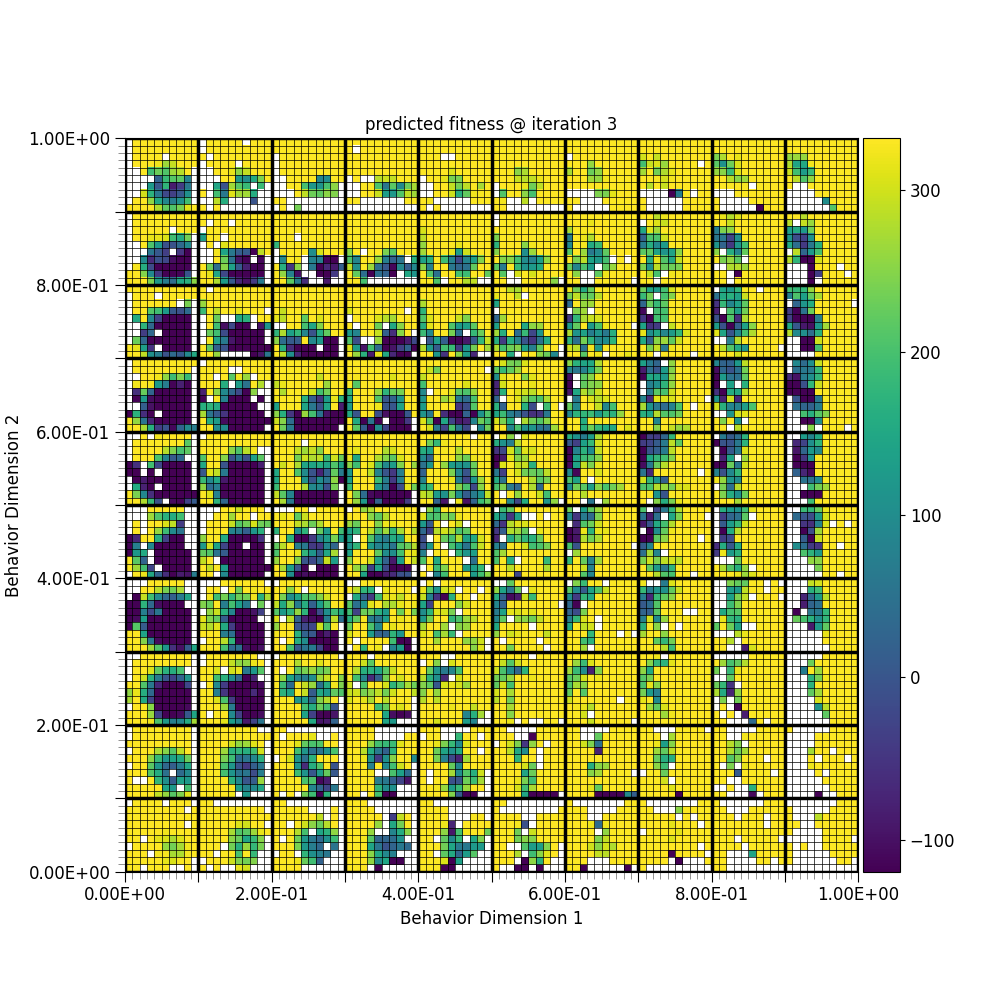 predicted fitness @ iteration 3
1.00E+00
8.00E-01
6.00E-01
4.00E-01
2.00E-01
0.00E+00
Behavior Dimension 2
0.00E+00 2.00E-01 4.00E-01 6.00E-01 8.00E-01 1.00E+00
Behavior Dimension 1
300
200
100
0
−100